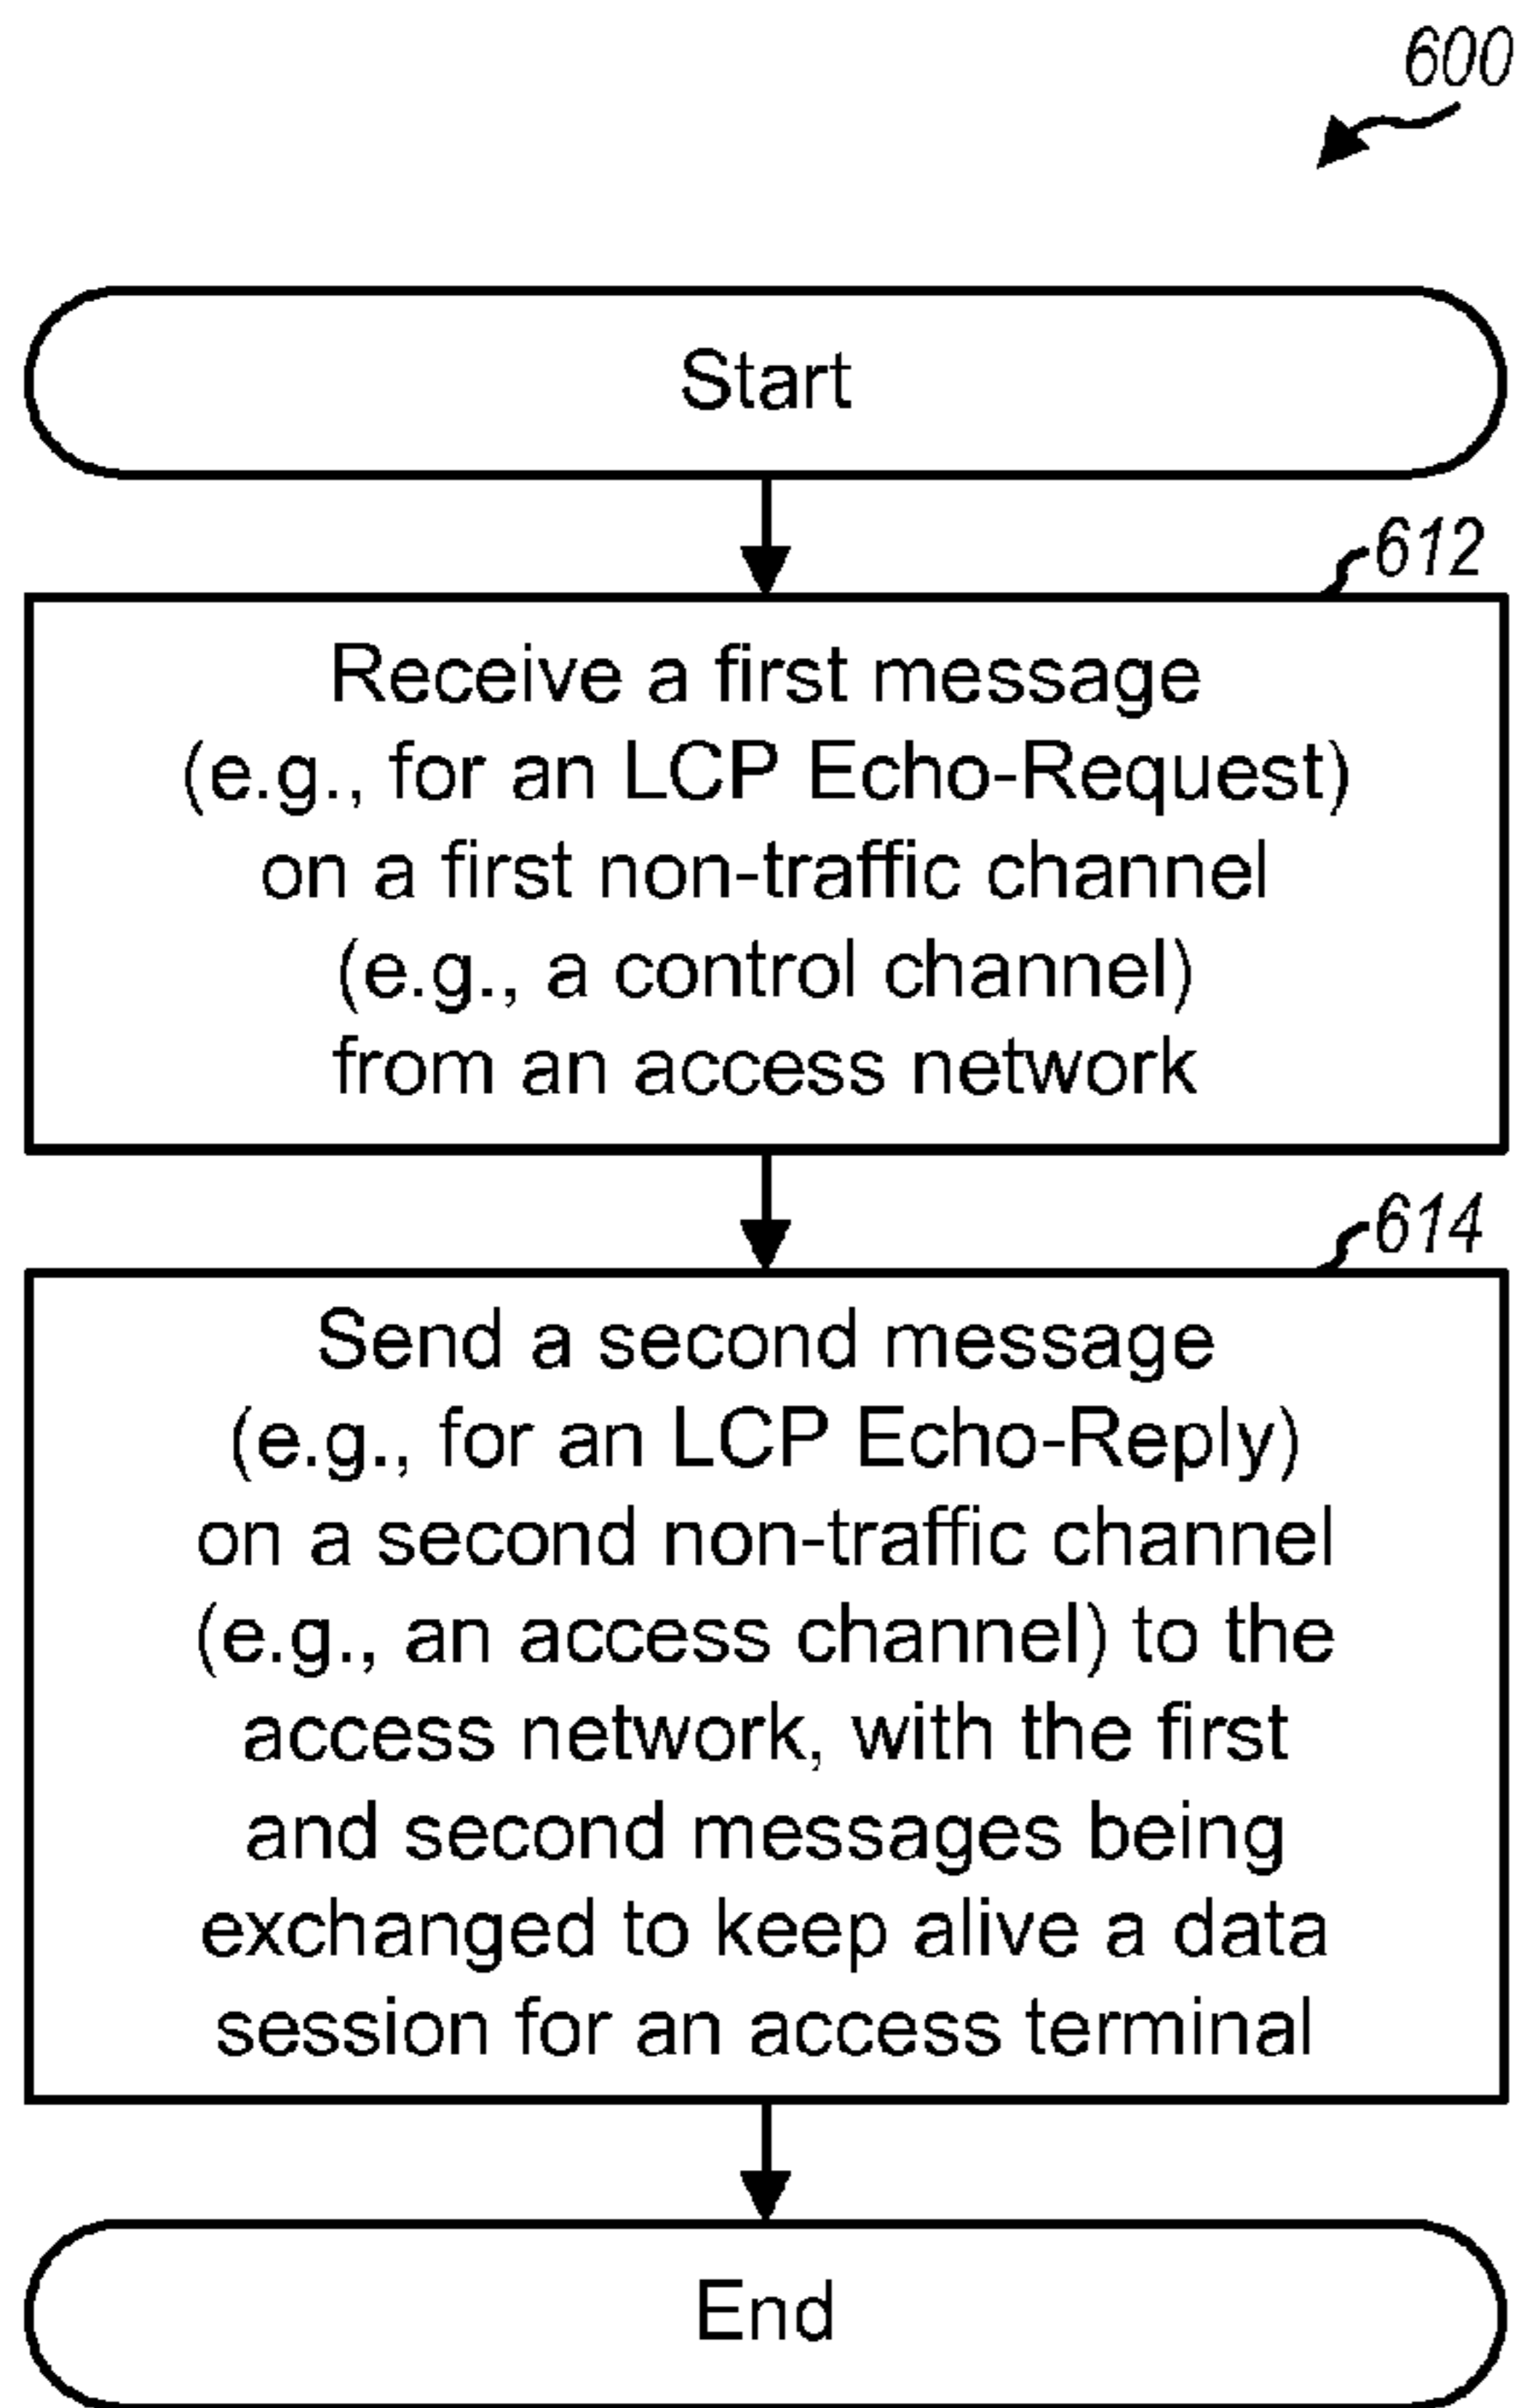 600
Start
612
Receive a first message
(e.g., for an LCP Echo-Request)
on a first non-traffic channel
(e.g., a control channel)
from an access network
614
Send a second message
(e.g., for an LCP Echo-Reply)
on a second non-traffic channel
(e.g., an access channel) to the
access network, with the first
and second messages being
exchanged to keep alive a data
session for an access terminal
End